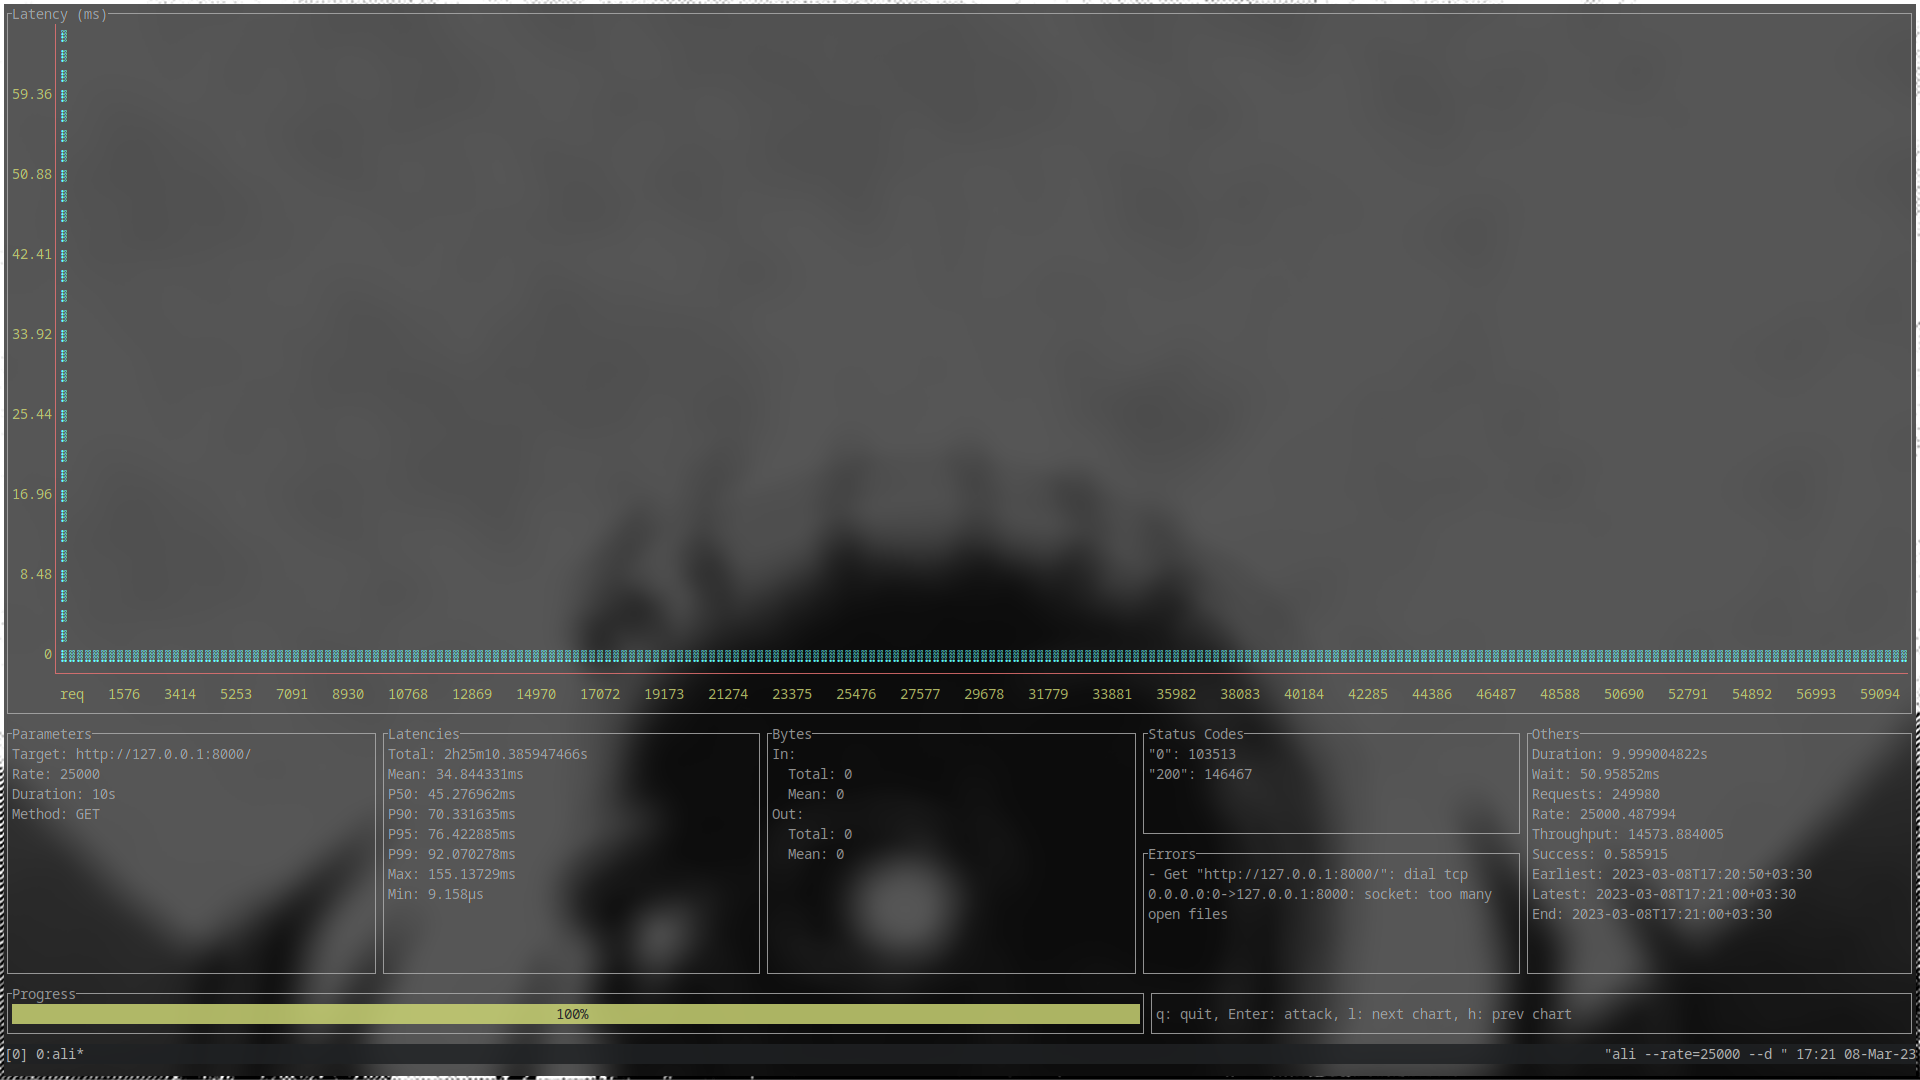 Latency (ms)
59.36
50.88
42.41
33.92
25.44
16.96
8.48
0
req 1576 3414 5253 7091 8930 10768 12869 14970 17072 19173 21274 23375 25476 27577 29678 31779 33881 35982 38083 40184 42285 44386 46487 48588 50690 52791 54892 56993 59094
Parameters
Target: http://127.0.0.1:8000/
Rate: 25000
Duration: 10s
Method: GET
Latencies
Total: 2h25m10.385947466s
Mean: 34.844331ms
P50: 45.276962ms
P90: 70.331635ms
P95: 76.422885ms
P99: 92.070278ms
Max: 155.13729ms
Min: 9.158µs
Bytes
In:
Total: 0
Mean: 0
Out:
Total: 0
Mean: 0
Status Codes
"0": 103513
"200": 146467
Errors
- Get "http://127.0.0.1:8000/": dial tcp
0.0.0.0:0->127.0.0.1:8000: socket: too many
open files
Others
Duration: 9.999004822s
Wait: 50.95852ms
Requests: 249980
Rate: 25000.487994
Throughput: 14573.884005
Success: 0.585915
Earliest: 2023-03-08T17:20:50+03:30
Latest: 2023-03-08T17:21:00+03:30
End: 2023-03-08T17:21:00+03:30
Progress
100%
q: quit, Enter: attack, l: next chart, h: prev chart
[0] 0:ali* "ali --rate=25000 --d " 17:21 08-Mar-23